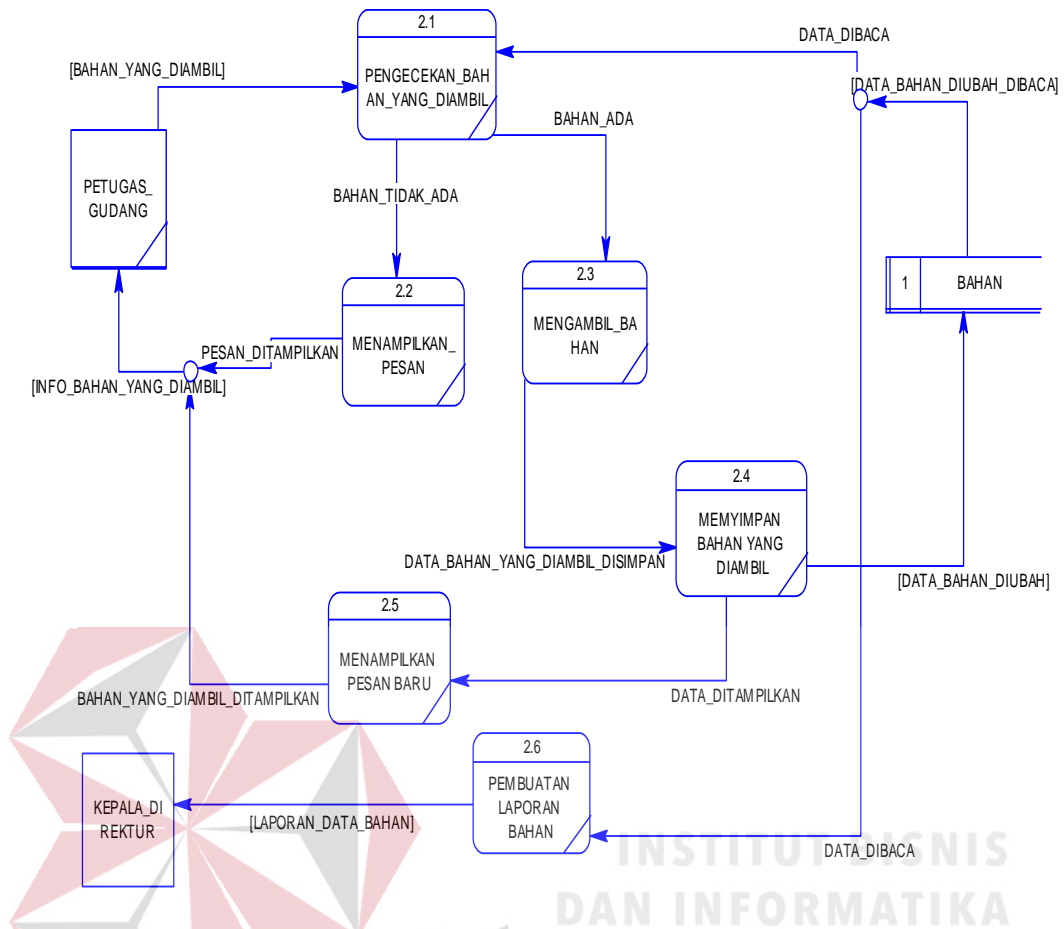 2.1
DATA_DIBACA
[BAHAN_YANG_DIAMBIL]
PENGECEKAN_BAH
AN_YANG_DIAMBIL
[DATA_BAHAN_DIUBAH_DIBACA]
BAHAN_ADA
PETUGAS_
GUDANG
BAHAN_TIDAK_ADA
2.2
2.3
1
BAHAN
MENGAMBIL_BA
HAN
MENAMPILKAN_
PESAN
PESAN_DITAMPILKAN
[INFO_BAHAN_YANG_DIAMBIL]
2.4
MEMYIMPAN
BAHAN YANG
DIAMBIL
DATA_BAHAN_YANG_DIAMBIL_DISIMPAN
[DATA_BAHAN_DIUBAH]
2.5
MENAMPILKAN
PESAN BARU
BAHAN_YANG_DIAMBIL_DITAMPILKAN
DATA_DITAMPILKAN
2.6
PEMBUATAN
LAPORAN
BAHAN
KEPALA_DI
REKTUR
[LAPORAN_DATA_BAHAN]
DATA_DIBACA
INSTITUT BISNIS
DAN INFORMATIKA